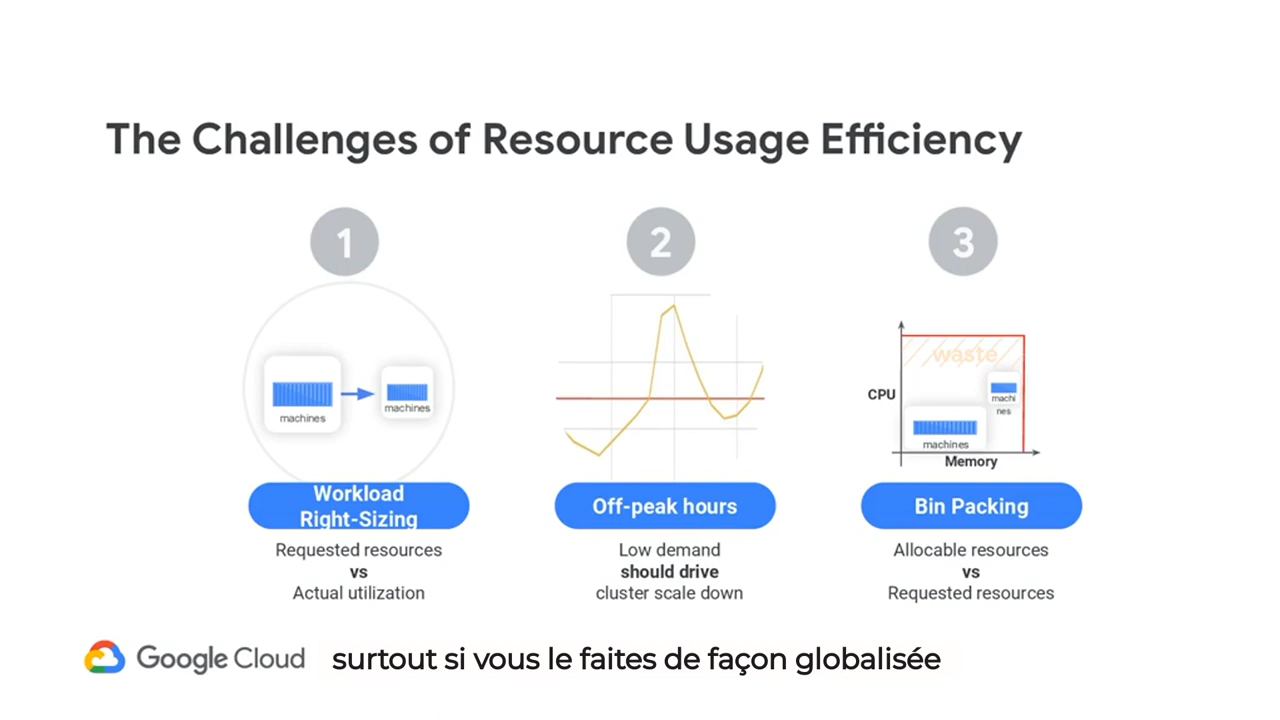 The Challenges of Resource Usage Efficiency
1
2
3
machines
machines
waste
CPU
machi
nes
machines
Memory
Workload
Right-Sizing
Off-peak hours
Bin Packing
Requested resources
vs
Actual utilization
Low demand
should drive
cluster scale down
Allocable resources
vs
Requested resources
Google Cloud
surtout si vous le faites de façon globalisée